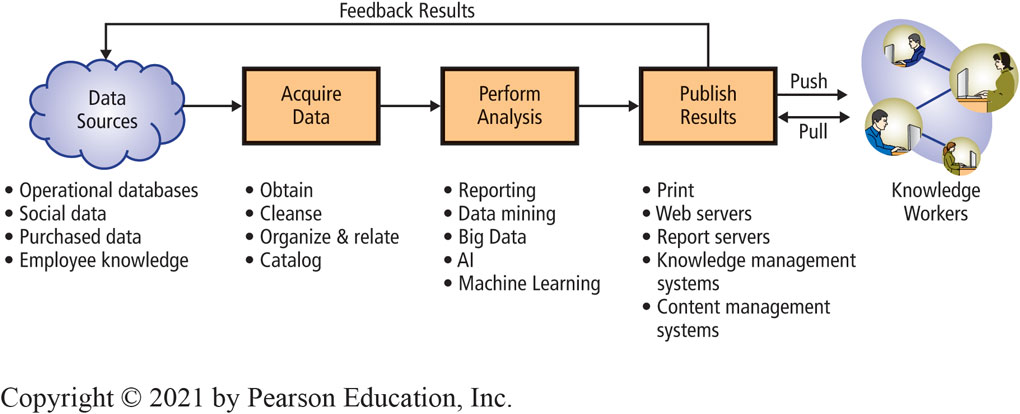 Feedback Results
Data
Sources
Acquire
Data
Perform
Analysis
Publish
Results
Push
Pull
Knowledge
Workers
• Operational databases
• Social data
• Purchased data
• Employee knowledge
• Obtain
• Cleanse
• Organize & relate
• Catalog
• Reporting
• Data mining
• Big Data
• AI
• Machine Learning
• Print
• Web servers
• Report servers
• Knowledge management
systems
• Content management
systems
Copyright © 2021 by Pearson Education, Inc.